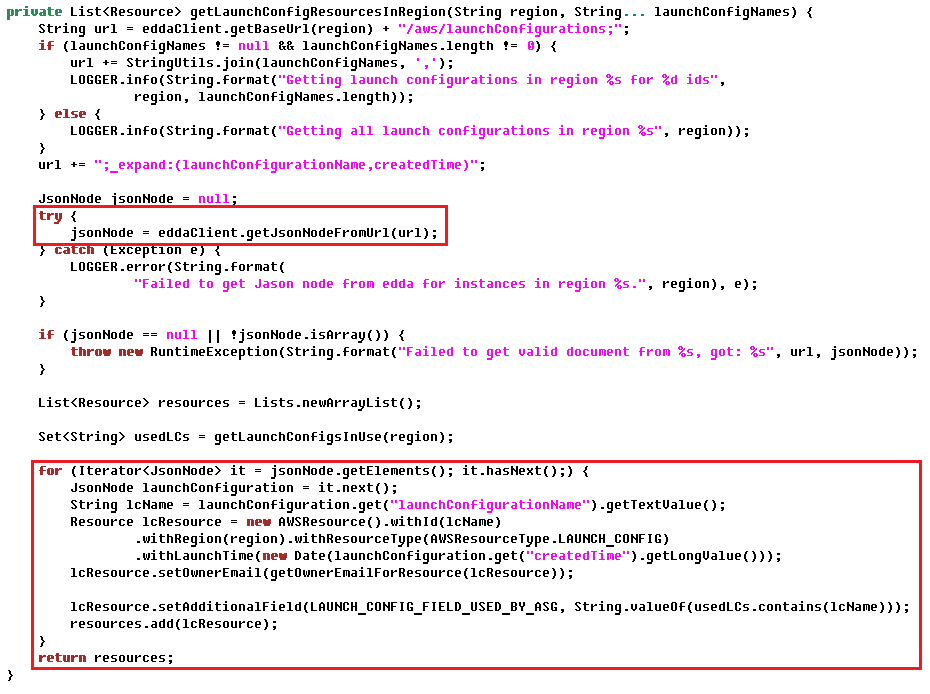 private List<Resource> getLaunchConfigResourcesInRegion(String region, String... launchConfigNames) {
    String url = eddaClient.getBaseUrl(region) + "/aws/launchConfigurations;";
    if (launchConfigNames != null && launchConfigNames.length != 0) {
        url += StringUtils.join(launchConfigNames, ',');
        LOGGER.info(String.format("Getting launch configurations in region %s for %d ids",
                region, launchConfigNames.length));
    } else {
        LOGGER.info(String.format("Getting all launch configurations in region %s", region));
    }
    url += ";_expand:(launchConfigurationName,createdTime)";

    JsonNode jsonNode = null;
    try {
        jsonNode = eddaClient.getJsonNodeFromUrl(url);
    } catch (Exception e) {
        LOGGER.error(String.format(
                "Failed to get Jason node from edda for instances in region %s.", region), e);
    }

    if (jsonNode == null || !jsonNode.isArray()) {
        throw new RuntimeException(String.format("Failed to get valid document from %s, got: %s", url, jsonNode));
    }

    List<Resource> resources = Lists.newArrayList();

    Set<String> usedLCs = getLaunchConfigsInUse(region);

    for (Iterator<JsonNode> it = jsonNode.getElements(); it.hasNext();) {
        JsonNode launchConfiguration = it.next();
        String lcName = launchConfiguration.get("launchConfigurationName").getTextValue();
        Resource lcResource = new AWSResource().withId(lcName)
                .withRegion(region).withResourceType(AWSResourceType.LAUNCH_CONFIG)
                .withLaunchTime(new Date(launchConfiguration.get("createdTime").getLongValue()));
        lcResource.setOwnerEmail(getOwnerEmailForResource(lcResource));

        lcResource.setAdditionalField(LAUNCH_CONFIG_FIELD_USED_BY_ASG, String.valueOf(usedLCs.contains(lcName)));
        resources.add(lcResource);
    }
    return resources;
}